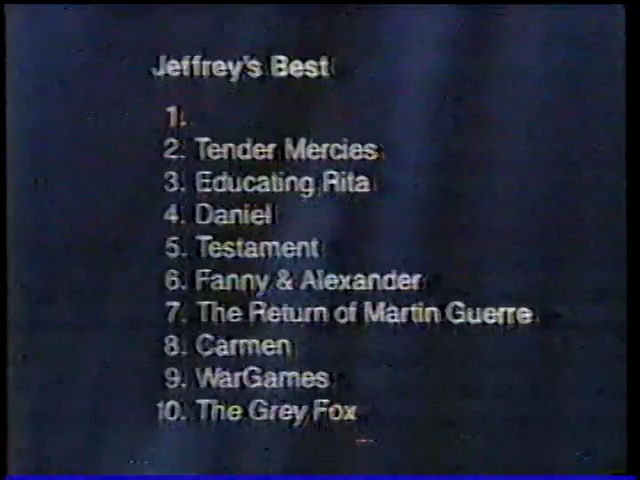 Jeffrey's Best
1.
2. Tender Mercies
3. Educating Rita
4. Daniel
5. Testament
6. Fanny & Alexander
7. The Return of Martin Guerre
8. Carmen
9. WarGames
10. The Grey Fox